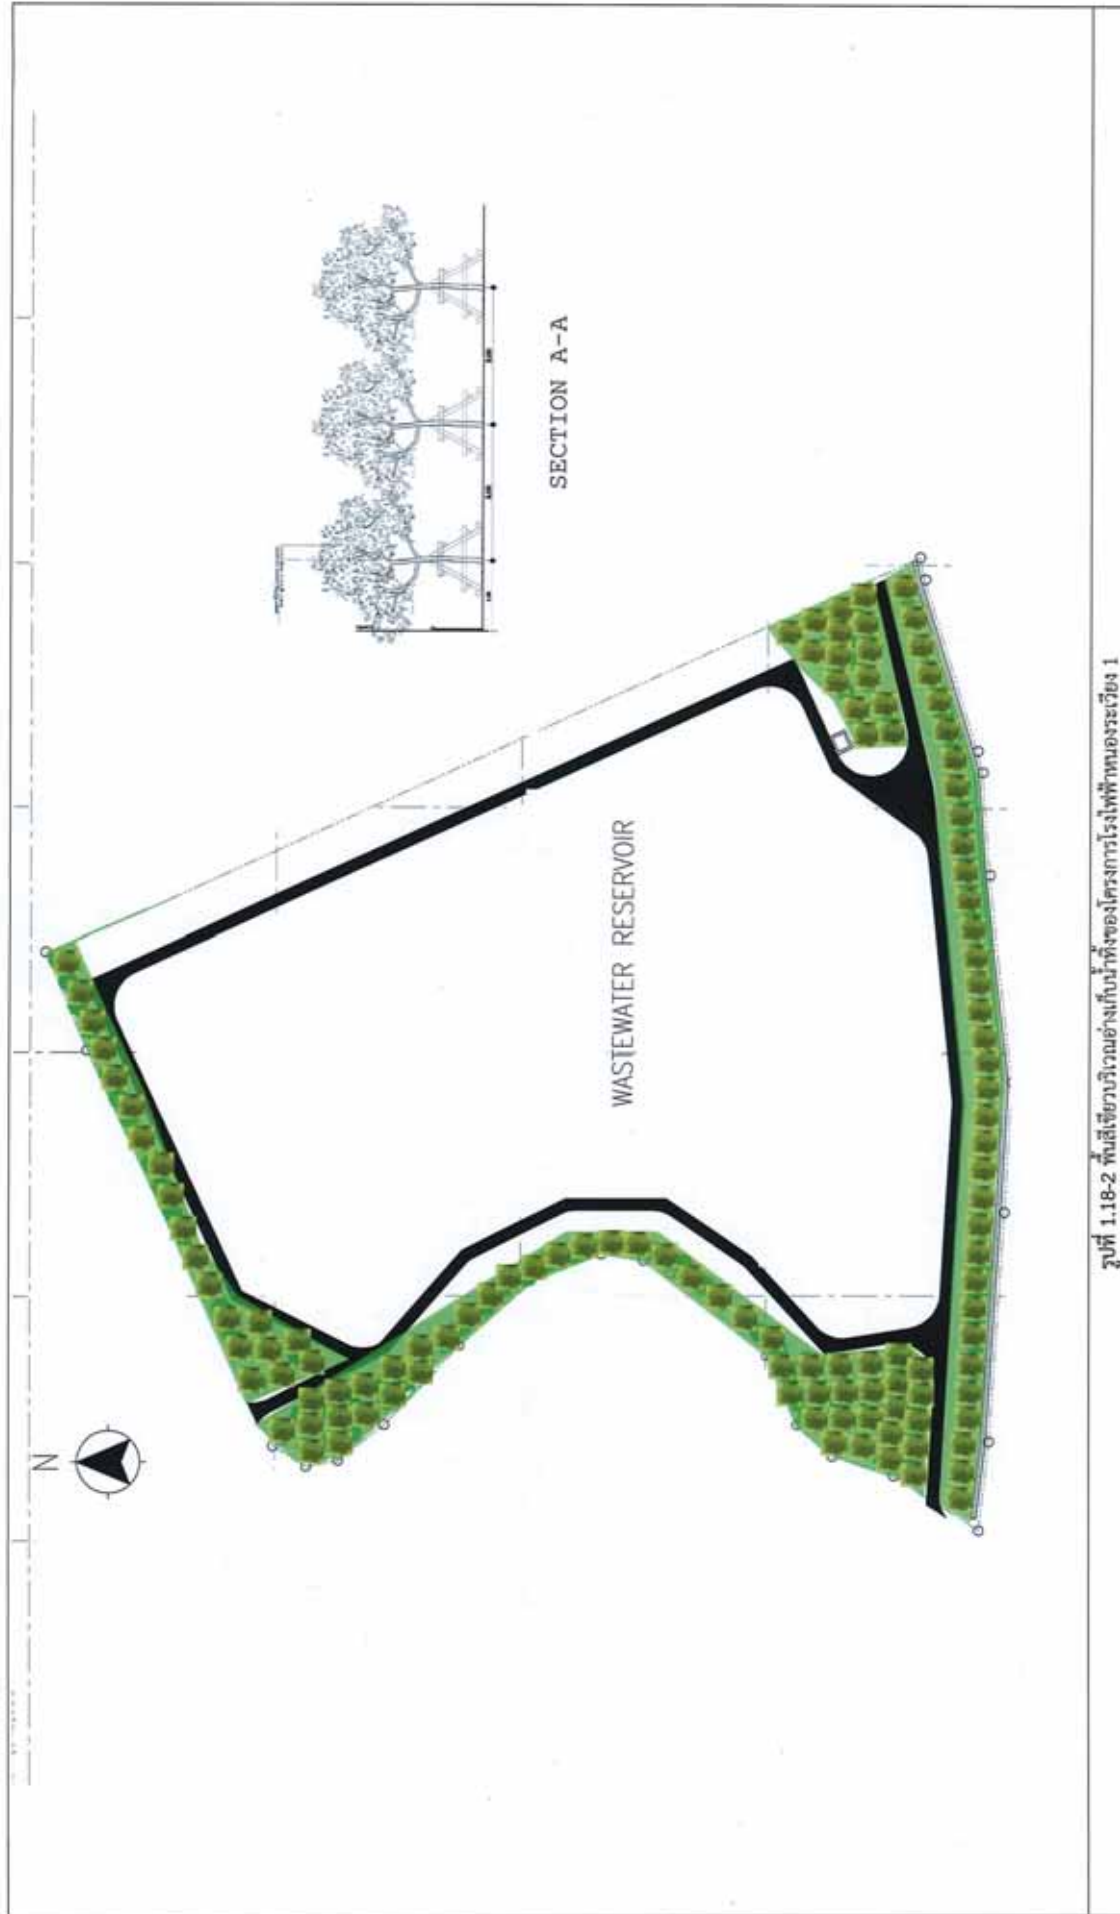 N
SECTION A-A
WASTEWATER RESERVOIR
รูปที่ 1.18-2 พื้นสีเขียวบริเวณอ่างเก็บน้ำทิ้งของโครงการโรงไฟฟ้าหนองระเวียง 1